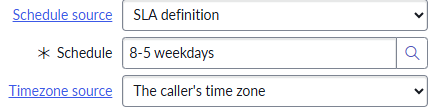 Schedule source SLA definition
* Schedule 8-5 weekdays
Timezone source The caller's time zone